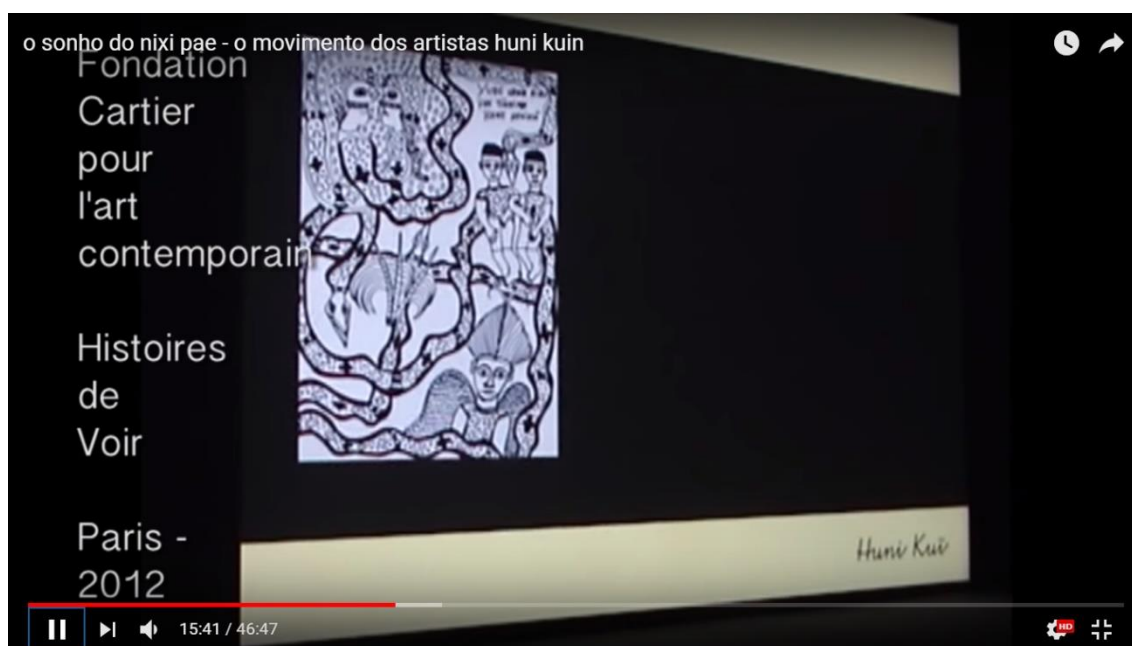 o sonho do nixi pae - o movimento dos artistas huni kuin
Fondation
Cartier
pour
l'art
contemporain
Histoires
de
Voir
Paris -
2012
Huni Kuĩ
15:41 / 46:47
HD